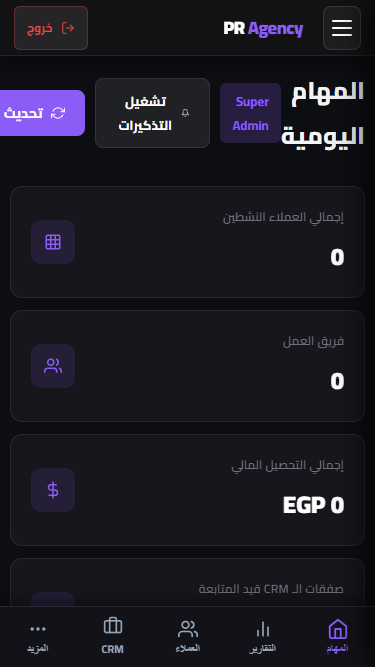 PR Agency
خروج
المهام
اليومية
Super
Admin
تشغيل
التذكيرات
تحديث
إجمالي العملاء النشطين
0
فريق العمل
0
إجمالي التحصيل المالي
EGP 0
صفقات الـ CRM قيد المتابعة
المهام
التقارير
العملاء
CRM
المزيد